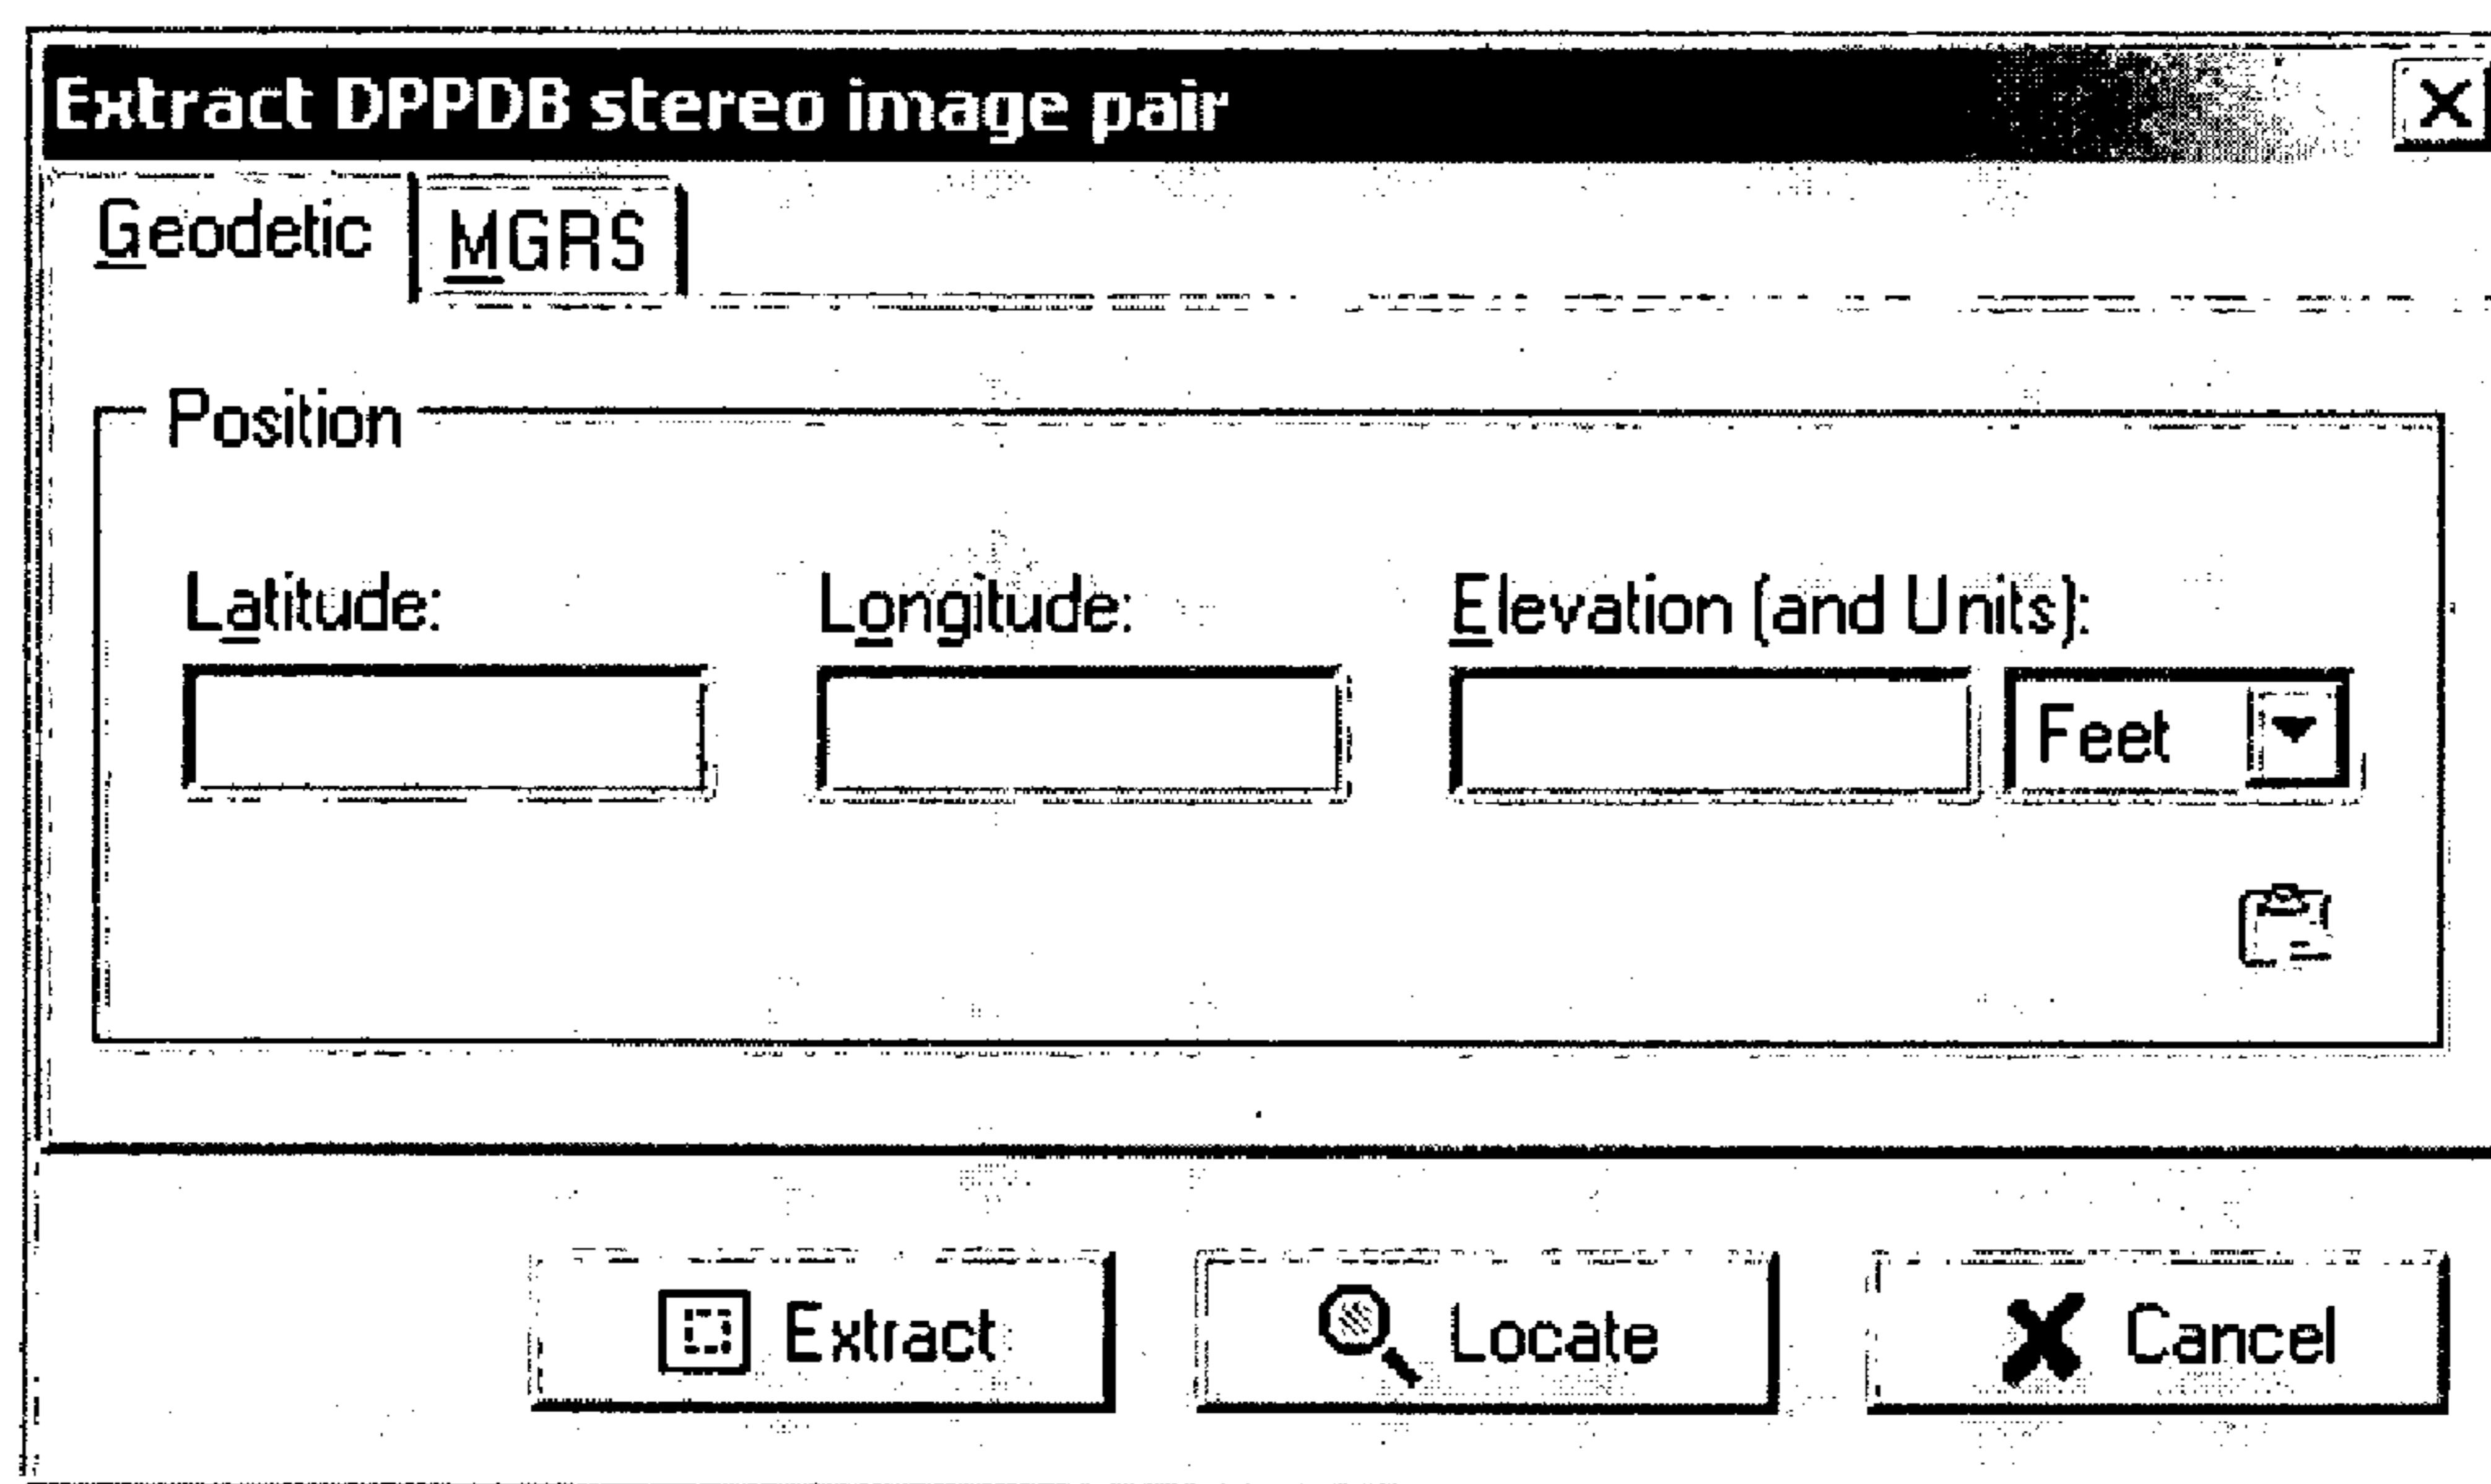 Extract DPPDB stereo image pair
Geodetic MGRS
Position
Latitude: Longitude: Elevation (and Units):
Feet
Extract Locate Cancel